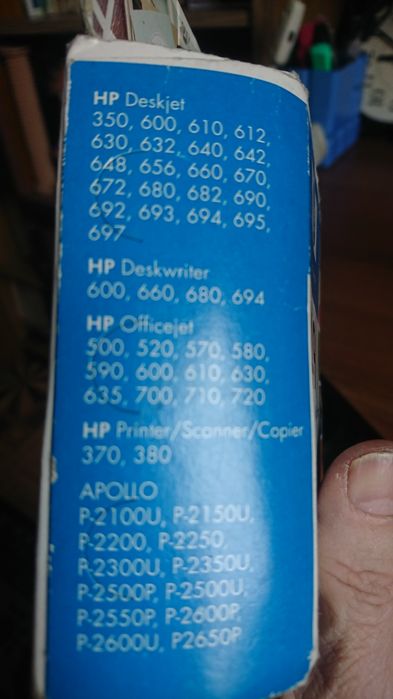 HP Deskjet
350, 600, 610, 612,
630, 632, 640, 642,
648, 656, 660, 670,
672, 680, 682, 690,
692, 693, 694, 695,
697
HP Deskwriter
600, 660, 680, 694
HP Officejet
500, 520, 570, 580,
590, 600, 610, 630,
635, 700, 710, 720
HP Printer/Scanner/Copier
370, 380
APOLLO
P-2100U, P-2150U,
P-2200, P-2250,
P-2300U, P-2350U,
P-2500P, P-2500U,
P-2550P, P-2600P,
P-2600U, P2650P